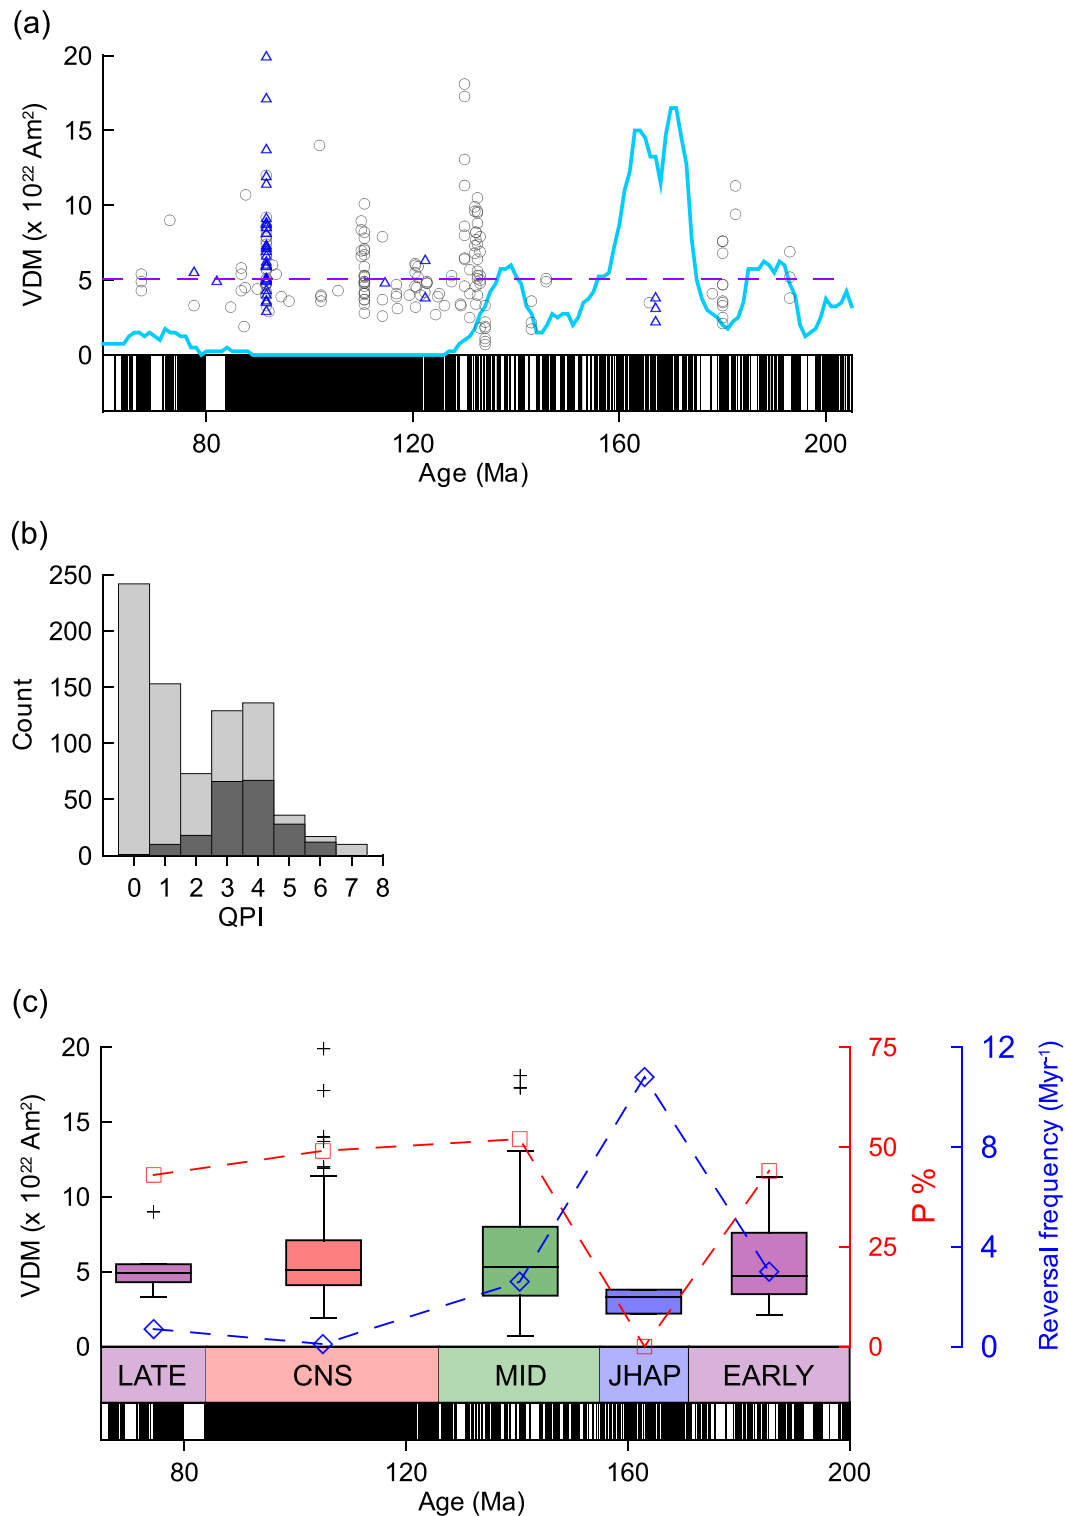 (a)
20
15
10
5
0
VDM (x 10²² Am²)
80
120
160
200
Age (Ma)
(b)
250
200
150
100
50
0
Count
0 1 2 3 4 5 6 7 8
QPI
(c)
20
15
10
5
0
VDM (x 10²² Am²)
75
50
25
0
P %
12
8
4
0
Reversal frequency (Myr⁻¹)
LATE CNS MID JHAP EARLY
80 120 160 200
Age (Ma)